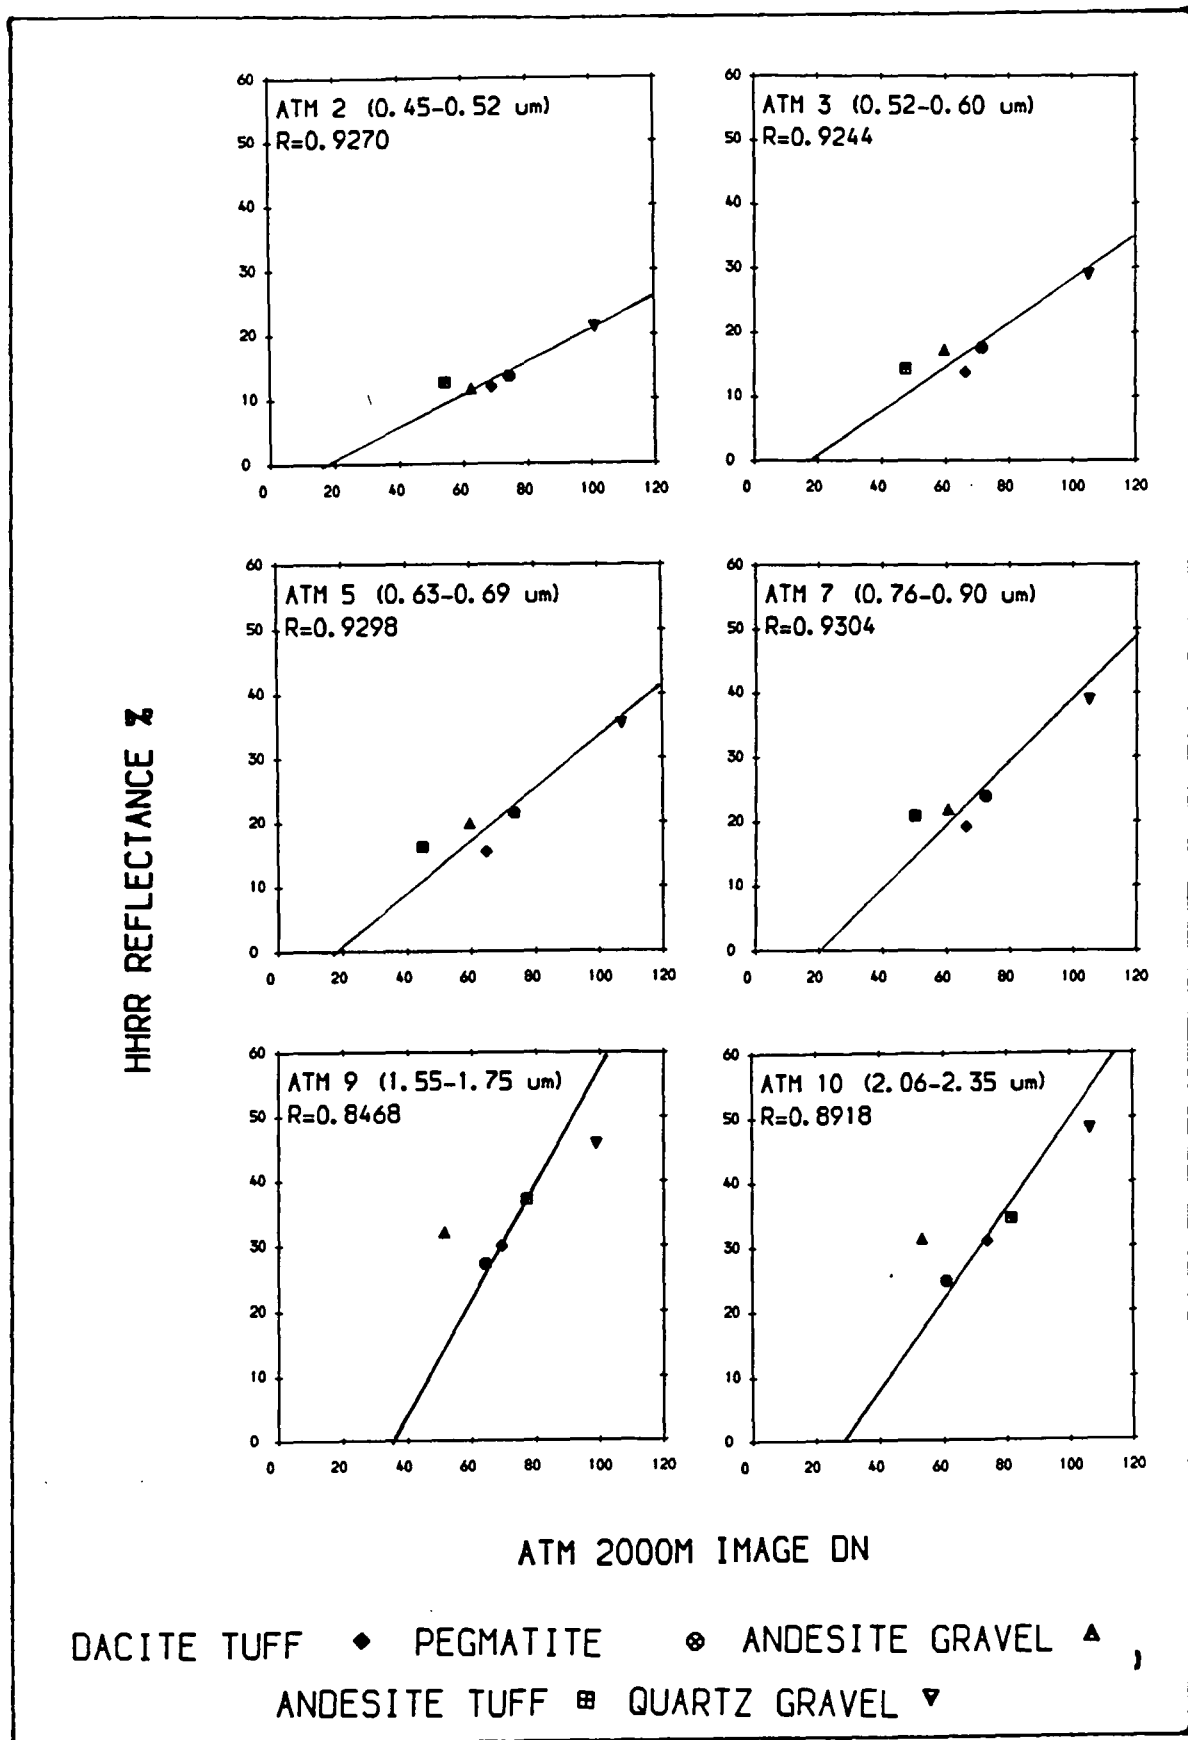 ATM 2 (0.45-0.52 um)
R=0.9270
60
50
40
30
20
10
0
0 20 40 60 80 100 120
ATM 3 (0.52-0.60 um)
R=0.9244
60
50
40
30
20
10
0
0 20 40 60 80 100 120
ATM 5 (0.63-0.69 um)
R=0.9298
60
50
40
30
20
10
0
0 20 40 60 80 100 120
ATM 7 (0.76-0.90 um)
R=0.9304
60
50
40
30
20
10
0
0 20 40 60 80 100 120
HHRR REFLECTANCE %
ATM 9 (1.55-1.75 um)
R=0.8468
60
50
40
30
20
10
0
0 20 40 60 80 100 120
ATM 10 (2.06-2.35 um)
R=0.8918
60
50
40
30
20
10
0
0 20 40 60 80 100 120
ATM 2000M IMAGE DN
DACITE TUFF ◆ PEGMATITE ⊗ ANDESITE GRAVEL ▲
ANDESITE TUFF ⊞ QUARTZ GRAVEL ▼